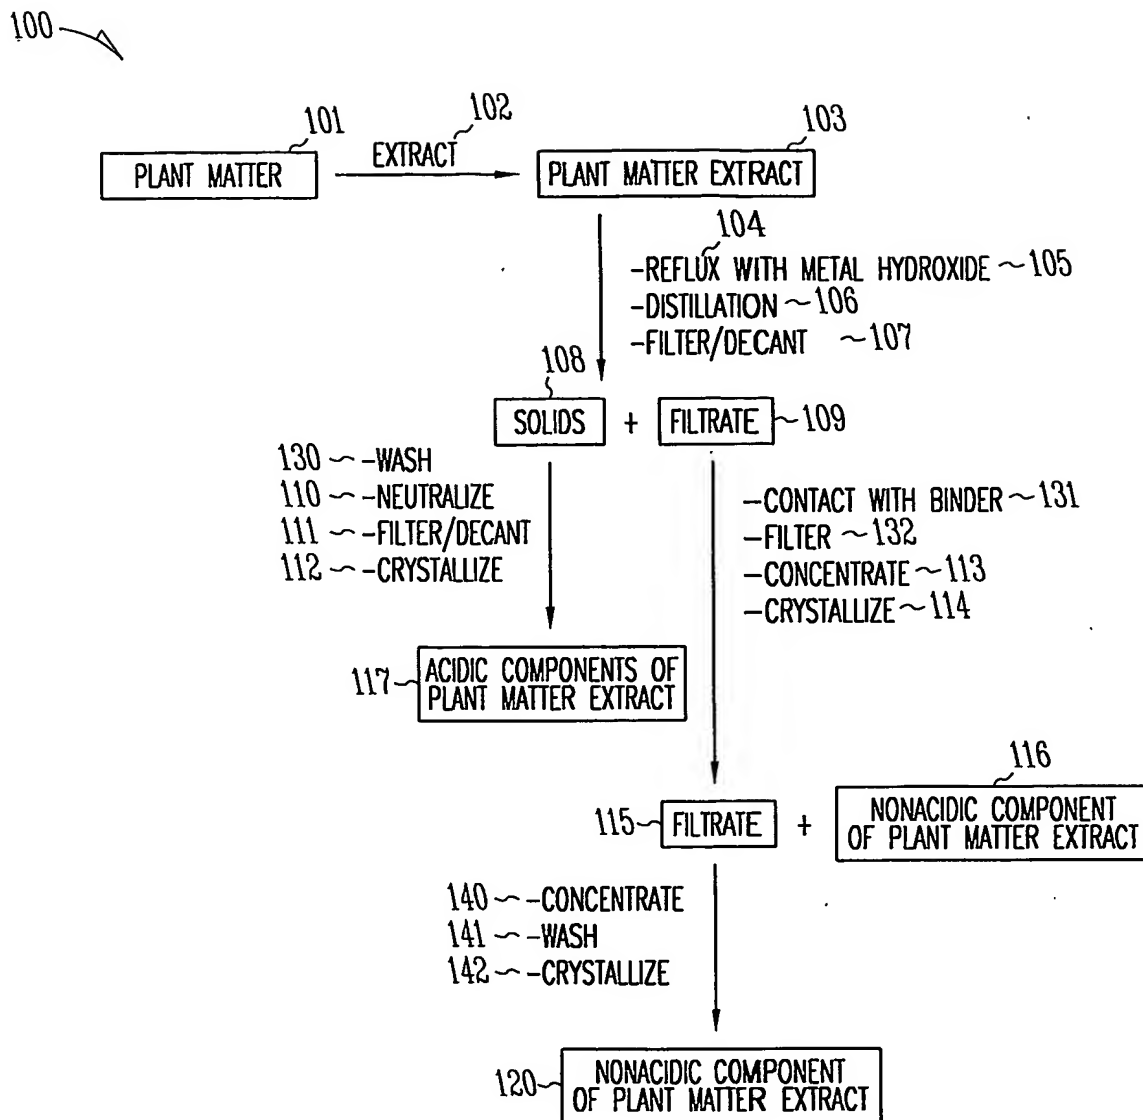 100
101
102
103
PLANT MATTER
EXTRACT
PLANT MATTER EXTRACT
104
-REFLUX WITH METAL HYDROXIDE ~105
-DISTILLATION ~106
-FILTER/DECANT ~107
108
SOLIDS + FILTRATE ~109
130 ~ -WASH
110 ~ -NEUTRALIZE
111 ~ -FILTER/DECANT
112 ~ -CRYSTALLIZE
-CONTACT WITH BINDER ~131
-FILTER ~132
-CONCENTRATE ~113
-CRYSTALLIZE ~114
117 ~ ACIDIC COMPONENTS OF
PLANT MATTER EXTRACT
116
115 ~ FILTRATE + NONACIDIC COMPONENT
OF PLANT MATTER EXTRACT
140 ~ -CONCENTRATE
141 ~ -WASH
142 ~ -CRYSTALLIZE
120 ~ NONACIDIC COMPONENT
OF PLANT MATTER EXTRACT